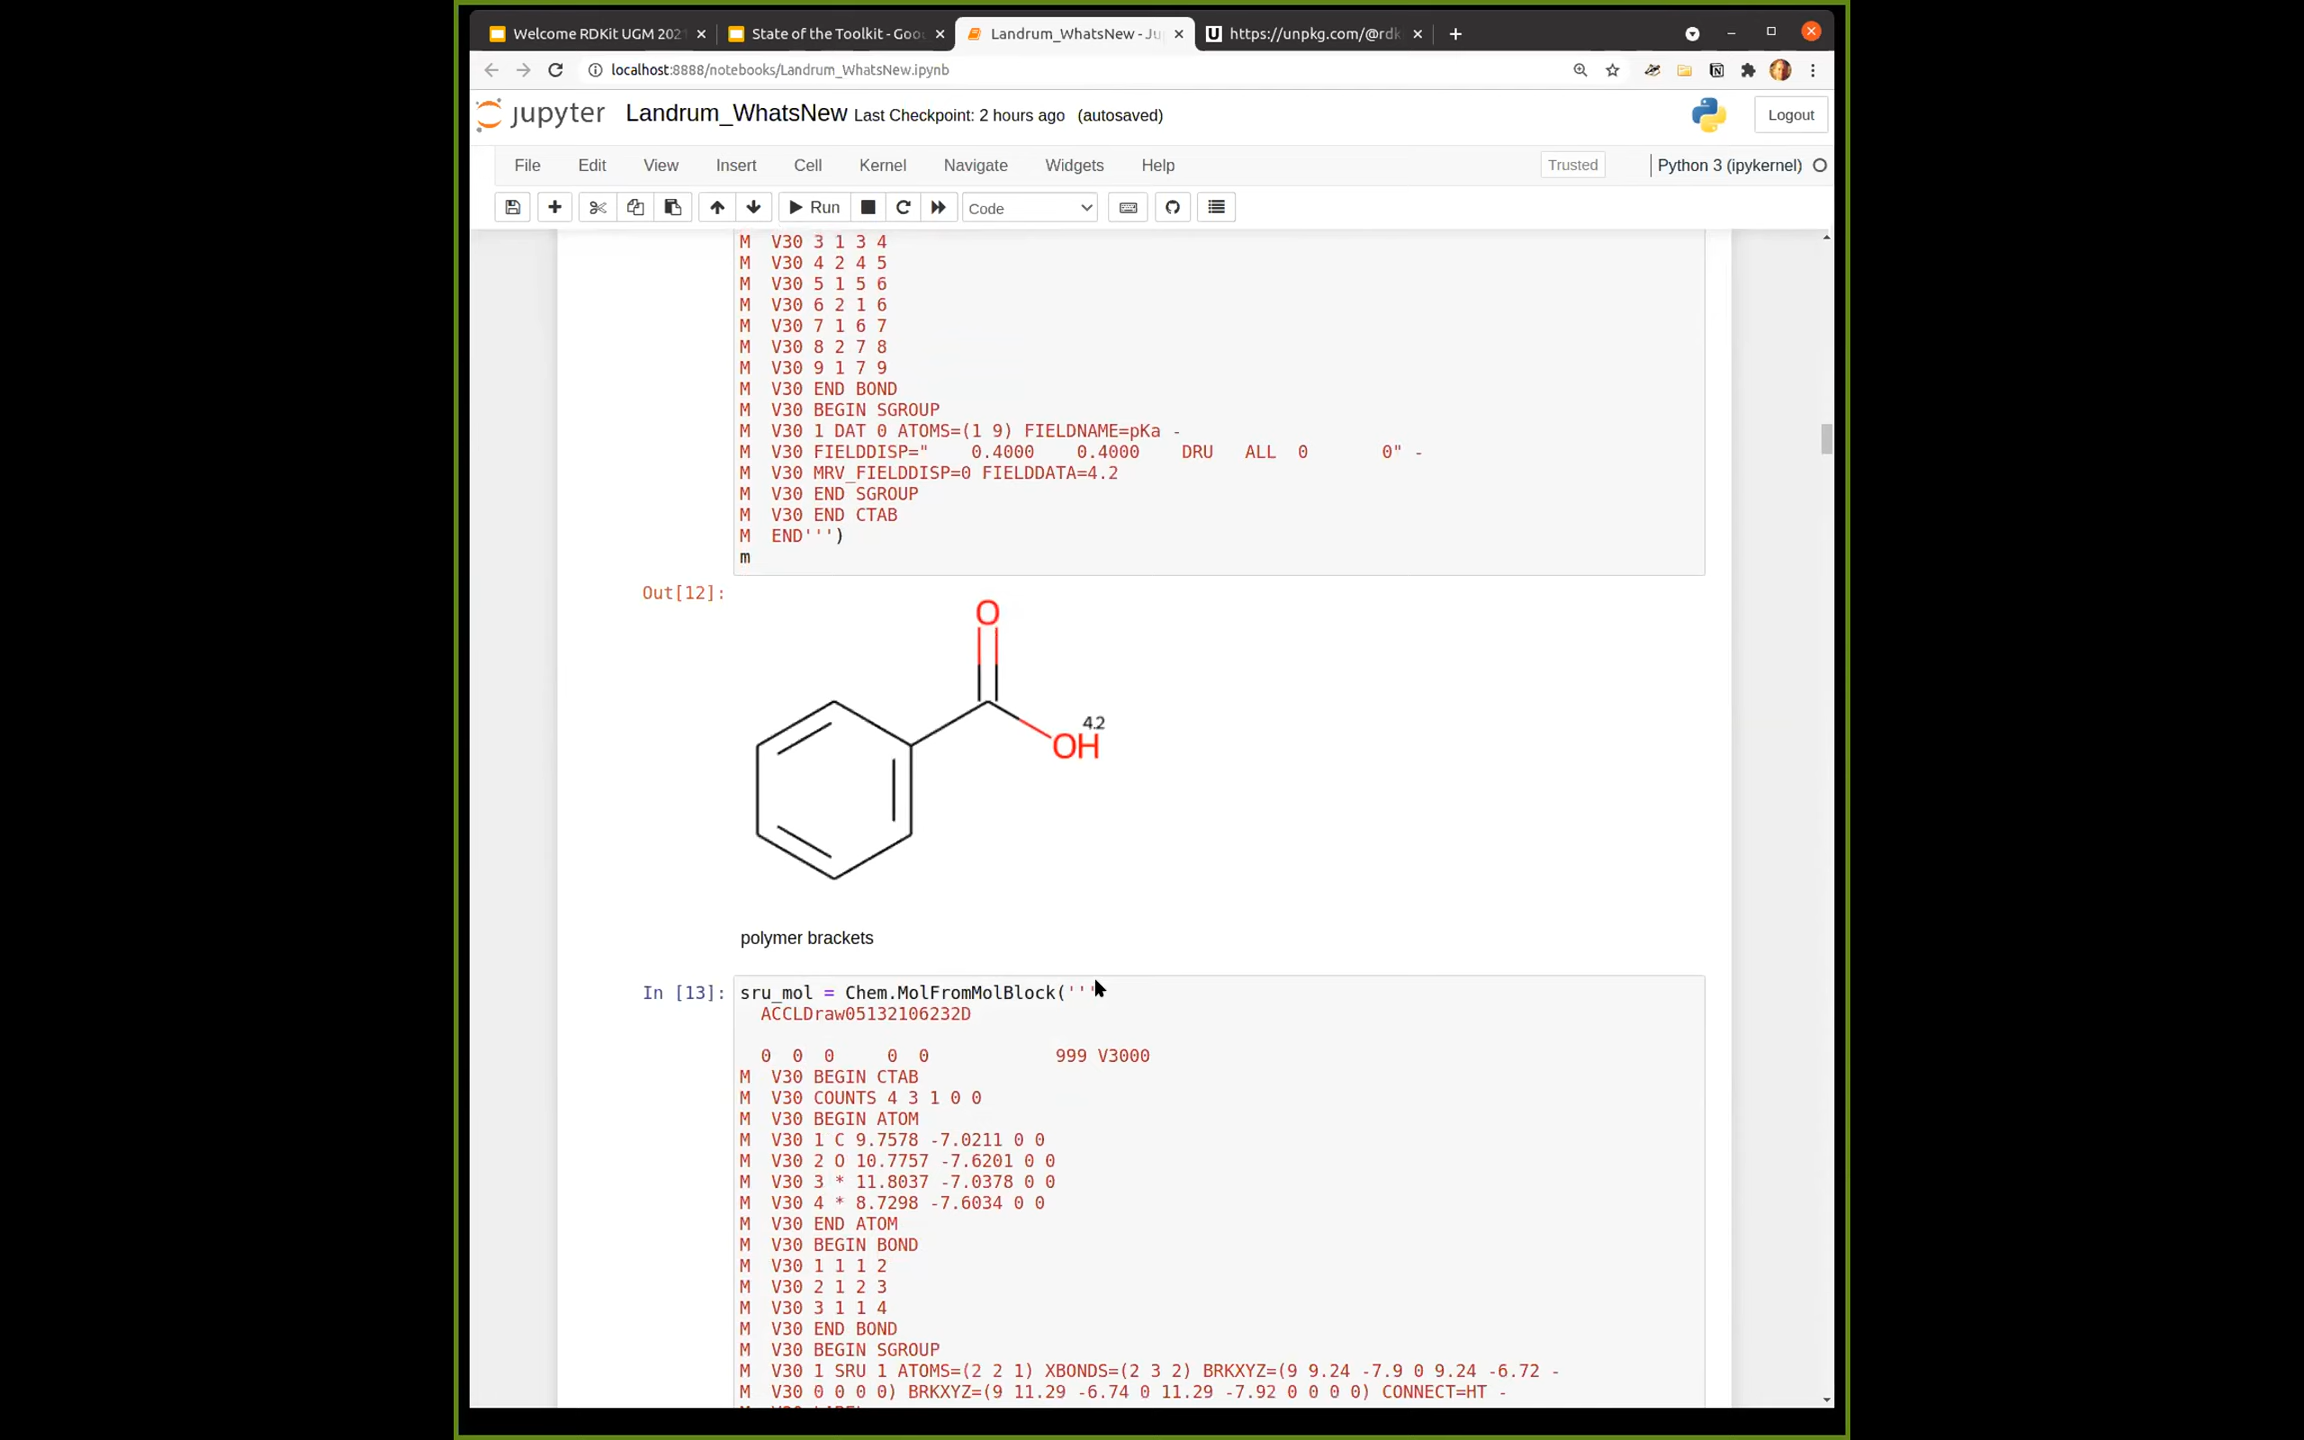 Welcome RDKit UGM 202
State of the Toolkit - Goo
Landrum_WhatsNew - Ju
https://unpkg.com/@rdk
localhost:8888/notebooks/Landrum_WhatsNew.ipynb
jupyter Landrum_WhatsNew Last Checkpoint: 2 hours ago (autosaved)
Logout
File Edit View Insert Cell Kernel Navigate Widgets Help
Trusted
Python 3 (ipykernel)
Run
Code
M  V30 3 1 3 4
M  V30 4 2 4 5
M  V30 5 1 5 6
M  V30 6 2 1 6
M  V30 7 1 6 7
M  V30 8 2 7 8
M  V30 9 1 7 9
M  V30 END BOND
M  V30 BEGIN SGROUP
M  V30 1 DAT 0 ATOMS=(1 9) FIELDNAME=pKa -
M  V30 FIELDDISP="    0.4000    0.4000    DRU   ALL  0       0" -
M  V30 MRV_FIELDDISP=0 FIELDDATA=4.2
M  V30 END SGROUP
M  V30 END CTAB
M  END''')
m
Out[12]:
O
4.2
OH
polymer brackets
In [13]:
sru_mol = Chem.MolFromMolBlock('''
  ACCLDraw05132106232D
  0  0  0     0  0            999 V3000
M  V30 BEGIN CTAB
M  V30 COUNTS 4 3 1 0 0
M  V30 BEGIN ATOM
M  V30 1 C 9.7578 -7.0211 0 0
M  V30 2 O 10.7757 -7.6201 0 0
M  V30 3 * 11.8037 -7.0378 0 0
M  V30 4 * 8.7298 -7.6034 0 0
M  V30 END ATOM
M  V30 BEGIN BOND
M  V30 1 1 1 2
M  V30 2 1 2 3
M  V30 3 1 1 4
M  V30 END BOND
M  V30 BEGIN SGROUP
M  V30 1 SRU 1 ATOMS=(2 2 1) XBONDS=(2 3 2) BRKXYZ=(9 9.24 -7.9 0 9.24 -6.72 -
M  V30 0 0 0 0) BRKXYZ=(9 11.29 -6.74 0 11.29 -7.92 0 0 0 0) CONNECT=HT -